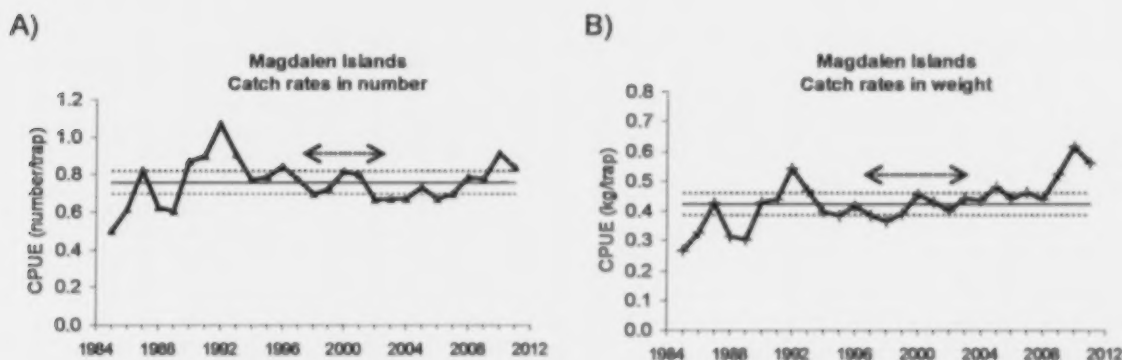 A)
Magdalen Islands
Catch rates in number
CPUE (number/trap)
1.2
1.0
0.8
0.6
0.4
0.2
0.0
1984 1988 1992 1996 2000 2004 2008 2012
B)
Magdalen Islands
Catch rates in weight
CPUE (kg/trap)
0.8
0.7
0.6
0.5
0.4
0.3
0.2
0.1
0.0
1984 1988 1992 1996 2000 2004 2008 2012